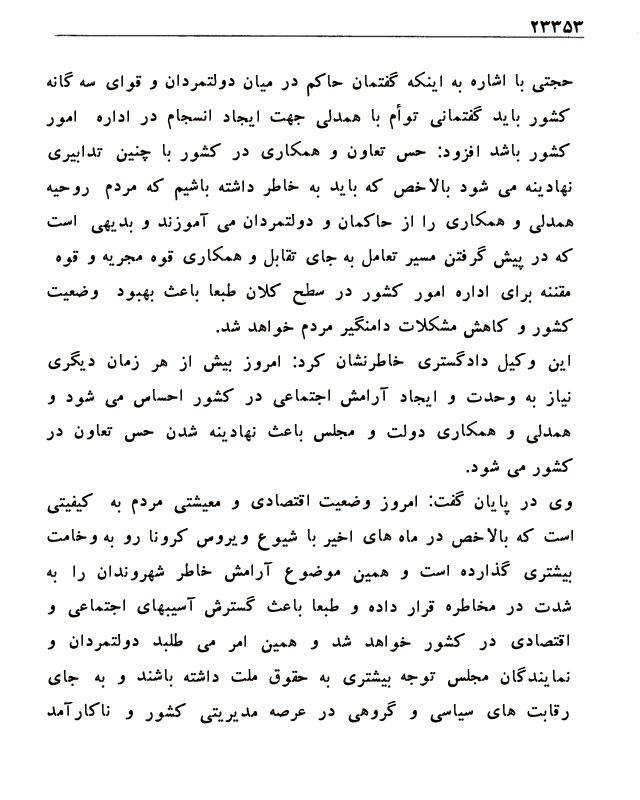 ۲۳۳۵۳
حجتی با اشاره به اینکه گفتمان حاکم در میان دولتمردان و قوای سه گانه
کشور باید گفتمانی توأم با همدلی جهت ایجاد انسجام در اداره امور
کشور باشد افزود: حس تعاون و همکاری در کشور با چنین تدابیری
نهادینه می شود بالاخص که باید به خاطر داشته باشیم که مردم روحیه
همدلی و همکاری را از حاکمان و دولتمردان می آموزند و بدیهی است
که در پیش گرفتن مسیر تعامل به جای تقابل و همکاری قوه مجریه و قوه
مقننه برای اداره امور کشور در سطح کلان طبعا باعث بهبود وضعیت
کشور و کاهش مشکلات دامنگیر مردم خواهد شد.
این وکیل دادگستری خاطرنشان کرد: امروز بیش از هر زمان دیگری
نیاز به وحدت و ایجاد آرامش اجتماعی در کشور احساس می شود و
همدلی و همکاری دولت و مجلس باعث نهادینه شدن حس تعاون در
کشور می شود.
وی در پایان گفت: امروز وضعیت اقتصادی و معیشتی مردم به کیفیتی
است که بالاخص در ماه های اخیر با شیوع ویروس کرونا رو به وخامت
بیشتری گذارده است و همین موضوع آرامش خاطر شهروندان را به
شدت در مخاطره قرار داده و طبعا باعث گسترش آسیبهای اجتماعی و
اقتصادی در کشور خواهد شد و همین امر می طلبد دولتمردان و
نمایندگان مجلس توجه بیشتری به حقوق ملت داشته باشند و به جای
رقابت های سیاسی و گروهی در عرصه مدیریتی کشور و ناکارآمد